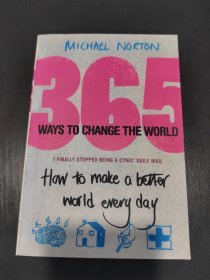 MICHAEL NORTON
365
WAYS TO CHANGE THE WORLD
'I FINALLY STOPPED BEING A CYNIC' DAILY MAIL
How to make a better
world every day